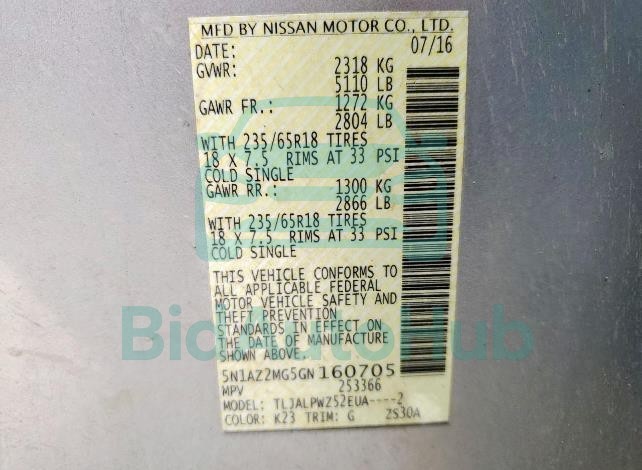 MFD BY NISSAN MOTOR CO., LTD.
DATE: 07/16
GVWR: 2318 KG
5110 LB
GAWR FR.: 1272 KG
2804 LB
WITH 235/65R18 TIRES
18 X 7.5 RIMS AT 33 PSI
COLD SINGLE
GAWR RR.: 1300 KG
2866 LB
WITH 235/65R18 TIRES
18 X 7.5 RIMS AT 33 PSI
COLD SINGLE
THIS VEHICLE CONFORMS TO
ALL APPLICABLE FEDERAL
MOTOR VEHICLE SAFETY AND
THEFT PREVENTION
STANDARDS IN EFFECT ON
THE DATE OF MANUFACTURE
SHOWN ABOVE.
BidAutoHub
5N1AZ2MG5GN160705
MPV 253366
MODEL: TLJALPWZ52EUA----2
COLOR: K23 TRIM: G ZS30A